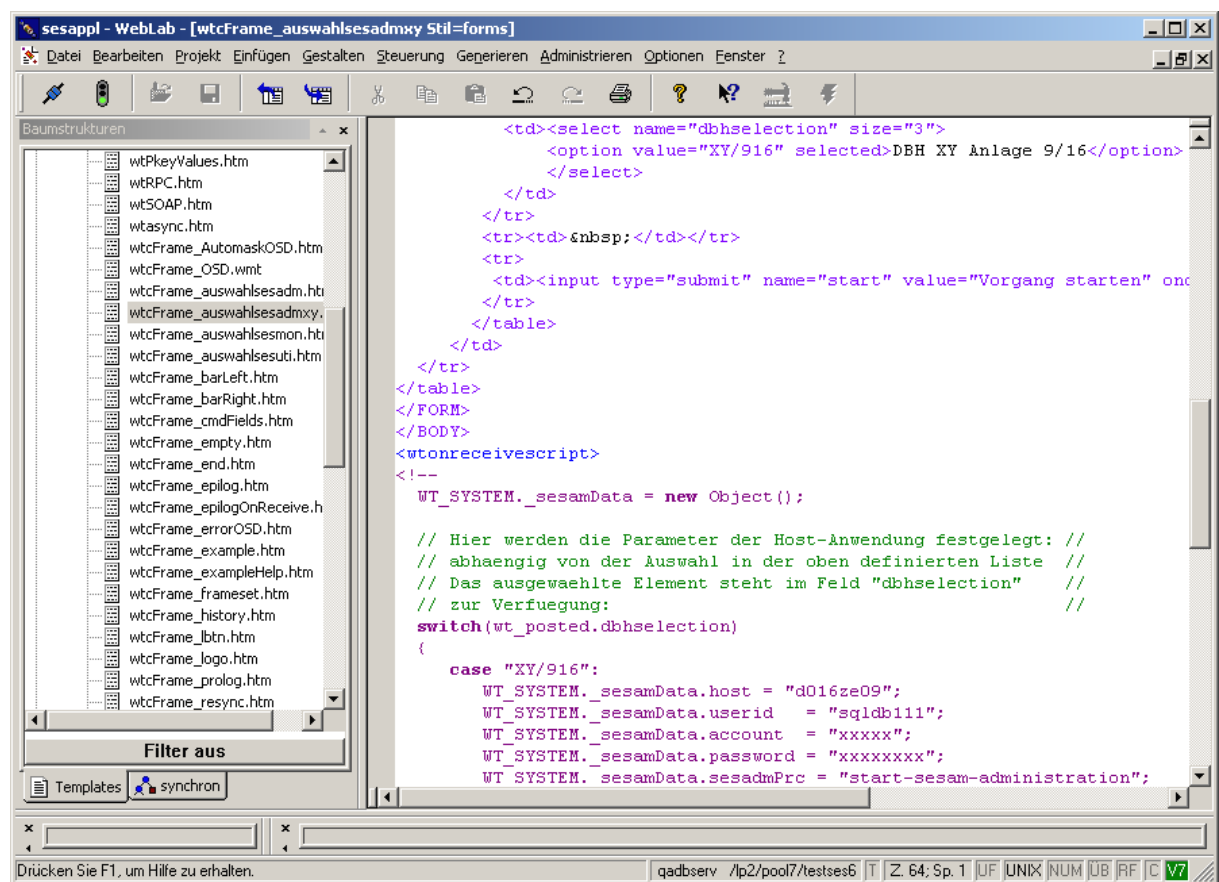 sesappl - WebLab - [wtcFrame_auswahlsesadmxy Stil=forms]
Datei Bearbeiten Projekt Einfügen Gestalten Steuerung Generieren Administrieren Optionen Fenster ?
Baumstrukturen
wtPkeyValues.htm
wtRPC.htm
wtSOAP.htm
wtasync.htm
wtcFrame_AutomaskOSD.htm
wtcFrame_OSD.wmt
wtcFrame_auswahlsesadm.htm
wtcFrame_auswahlsesadmxy.
wtcFrame_auswahlsesmon.htm
wtcFrame_auswahlsesuti.htm
wtcFrame_barLeft.htm
wtcFrame_barRight.htm
wtcFrame_cmdFields.htm
wtcFrame_empty.htm
wtcFrame_end.htm
wtcFrame_epilog.htm
wtcFrame_epilogOnReceive.h
wtcFrame_errorOSD.htm
wtcFrame_example.htm
wtcFrame_exampleHelp.htm
wtcFrame_frameset.htm
wtcFrame_history.htm
wtcFrame_lbtn.htm
wtcFrame_logo.htm
wtcFrame_prolog.htm
wtcFrame_resync.htm
Filter aus
Templates synchron
<td><select name="dbhselection" size="3">
<option value="XY/916" selected>DBH XY Anlage 9/16</option>
</select>
</td>
</tr>
<tr><td>&nbsp;</td></tr>
<tr>
<td><input type="submit" name="start" value="Vorgang starten" onc
</tr>
</table>
</td>
</tr>
</table>
</FORM>
</BODY>
<wtonreceivescript>
<!--
WT_SYSTEM._sesamData = new Object();
// Hier werden die Parameter der Host-Anwendung festgelegt: //
// abhaengig von der Auswahl in der oben definierten Liste //
// Das ausgewaehlte Element steht im Feld "dbhselection" //
// zur Verfuegung: //
switch(wt_posted.dbhselection)
{
case "XY/916":
WT_SYSTEM._sesamData.host = "d016ze09";
WT_SYSTEM._sesamData.userid = "sqldb111";
WT_SYSTEM._sesamData.account = "xxxxx";
WT_SYSTEM._sesamData.password = "xxxxxxxx";
WT_SYSTEM._sesamData.sesadmPrc = "start-sesam-administration";
Drücken Sie F1, um Hilfe zu erhalten.
qadbserv /lp2/pool7/testses6 T Z. 64; Sp. 1 UF UNIX NUM ÜB RF C V7